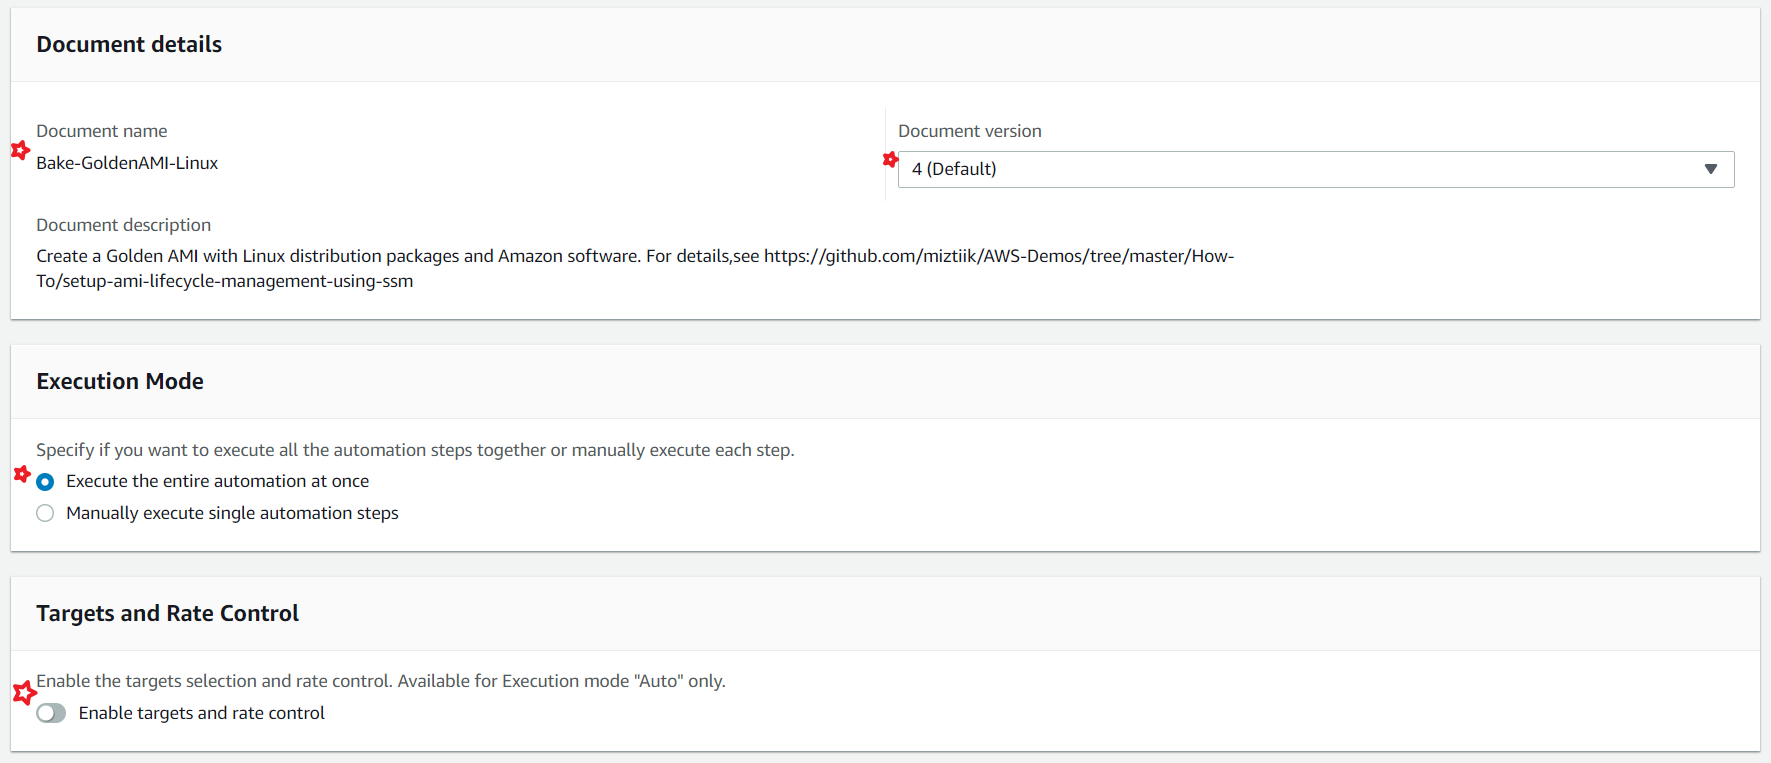 Document details
Document name
Bake-GoldenAMI-Linux
Document version
4 (Default)
Document description
Create a Golden AMI with Linux distribution packages and Amazon software. For details,see https://github.com/miztiik/AWS-Demos/tree/master/How-
To/setup-ami-lifecycle-management-using-ssm
Execution Mode
Specify if you want to execute all the automation steps together or manually execute each step.
Execute the entire automation at once
Manually execute single automation steps
Targets and Rate Control
Enable the targets selection and rate control. Available for Execution mode "Auto" only.
Enable targets and rate control